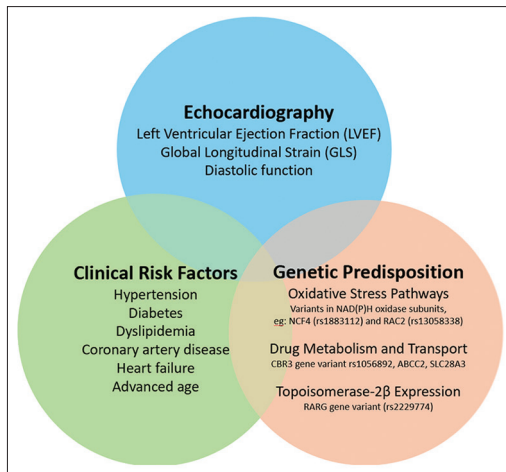 Echocardiography
Left Ventricular Ejection Fraction (LVEF)
Global Longitudinal Strain (GLS)
Diastolic function
Clinical Risk Factors
Hypertension
Diabetes
Dyslipidemia
Coronary artery disease
Heart failure
Advanced age
Genetic Predisposition
Oxidative Stress Pathways
Variants in NAD(P)H oxidase subunits,
eg: NCF4 (rs1883112) and RAC2 (rs13058338)
Drug Metabolism and Transport
CBR3 gene variant rs1056892, ABCC2, SLC28A3
Topoisomerase-2β Expression
RARG gene variant (rs2229774)